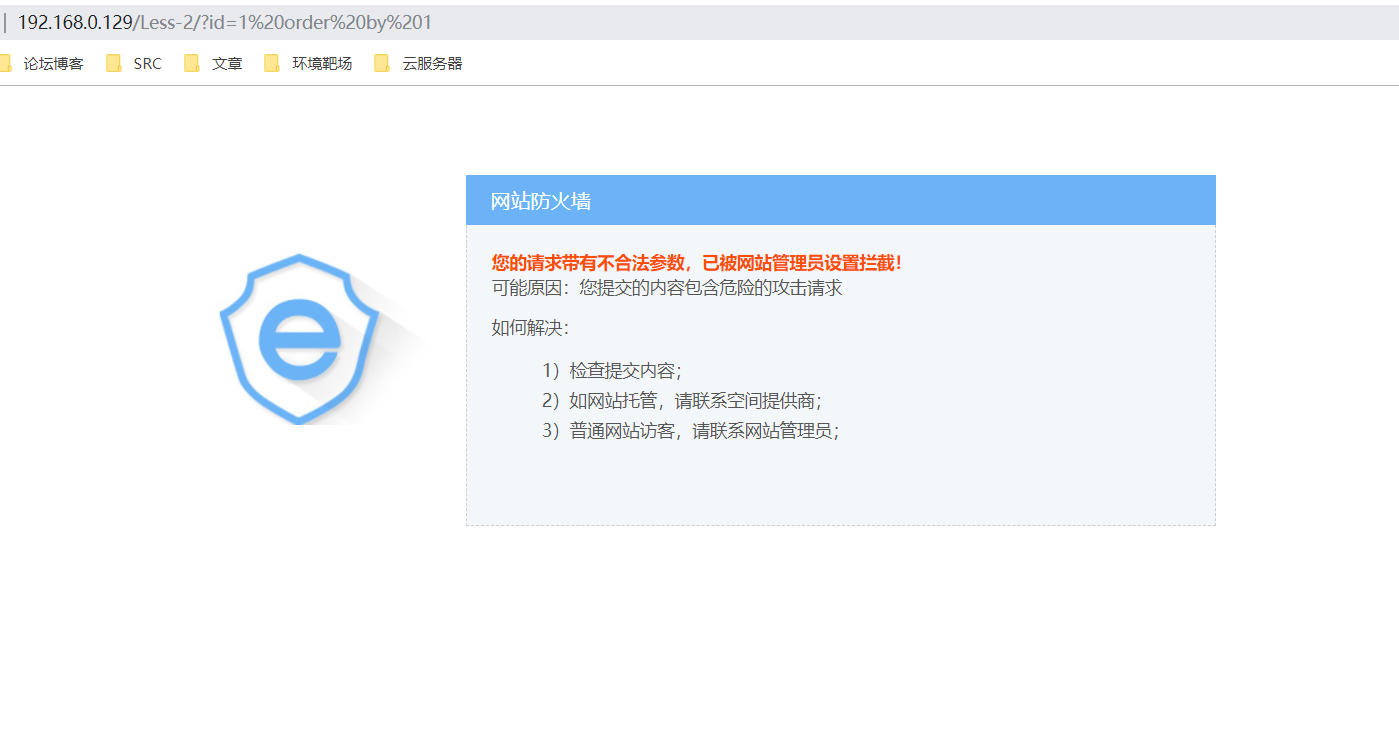 192.168.0.129/Less-2/?id=1%20order%20by%201
论坛博客 SRC 文章 环境靶场 云服务器
网站防火墙
您的请求带有不合法参数，已被网站管理员设置拦截！
可能原因：您提交的内容包含危险的攻击请求
如何解决：
1）检查提交内容；
2）如网站托管，请联系空间提供商；
3）普通网站访客，请联系网站管理员；